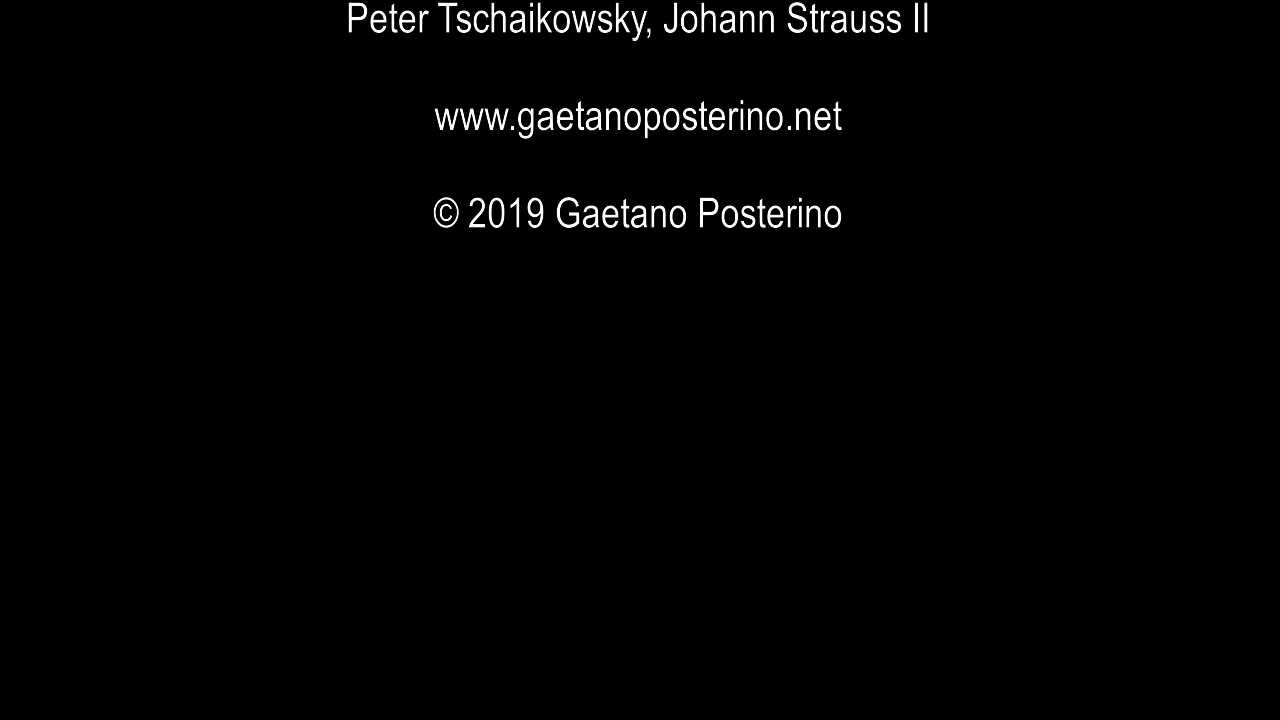 Peter Tschaikowsky, Johann Strauss II
www.gaetanoposterino.net
© 2019 Gaetano Posterino